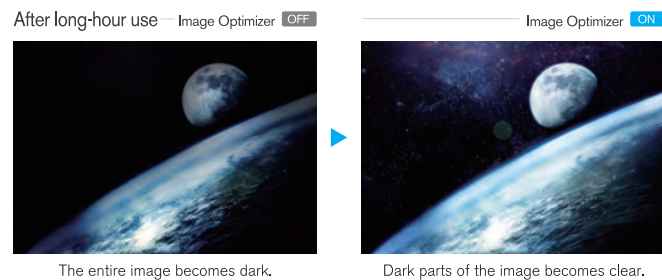 After long-hour use Image Optimizer OFF
Image Optimizer ON
The entire image becomes dark.
Dark parts of the image becomes clear.